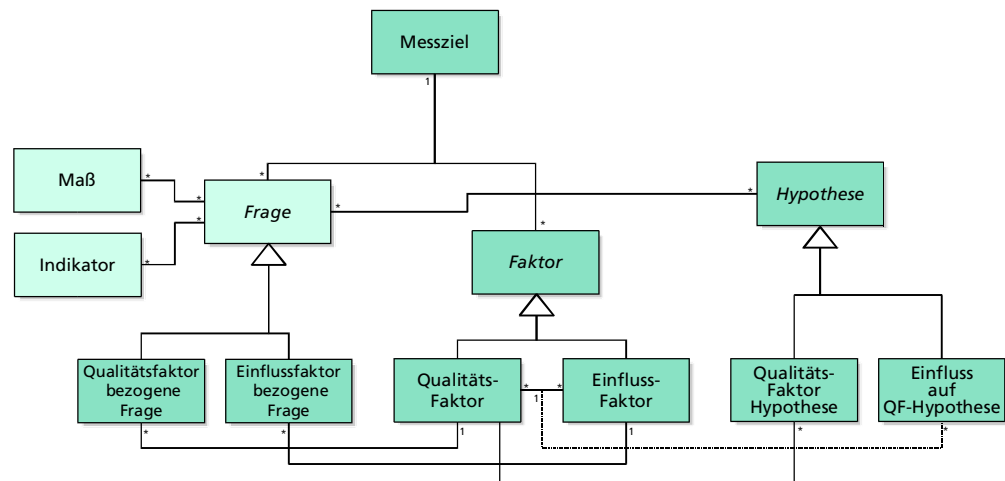 Messziel
1
Maß
*
*
*
*
Frage
*
*
Hypothese
*
Indikator
*
*
Faktor
Qualitätsfaktor
bezogene
Frage
Einflussfaktor
bezogene
Frage
Qualitäts-
Faktor
*
*
1
Einfluss-
Faktor
Qualitäts-
Faktor
Hypothese
Einfluss
auf
QF-Hypothese
*
*
1
1
*
*